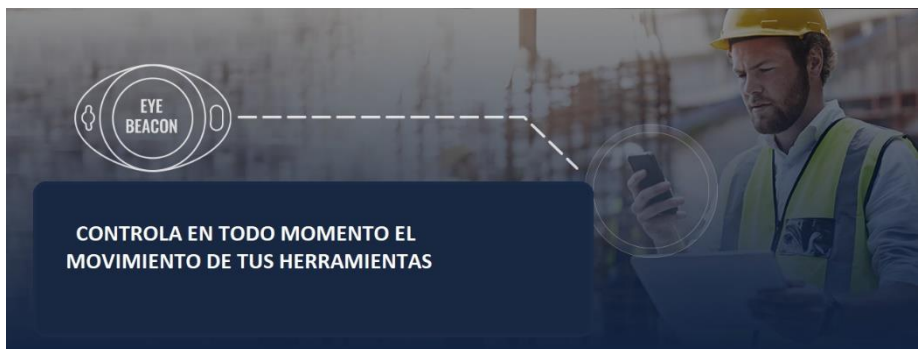 EYE
BEACON
CONTROLA EN TODO MOMENTO EL
MOVIMIENTO DE TUS HERRAMIENTAS